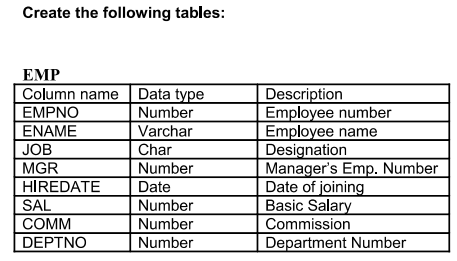 Create the following tables:
EMP
Column name Data type Description
EMPNO Number Employee number
ENAME Varchar Employee name
JOB Char Designation
MGR Number Manager's Emp. Number
HIREDATE Date Date of joining
SAL Number Basic Salary
COMM Number Commission
DEPTNO Number Department Number